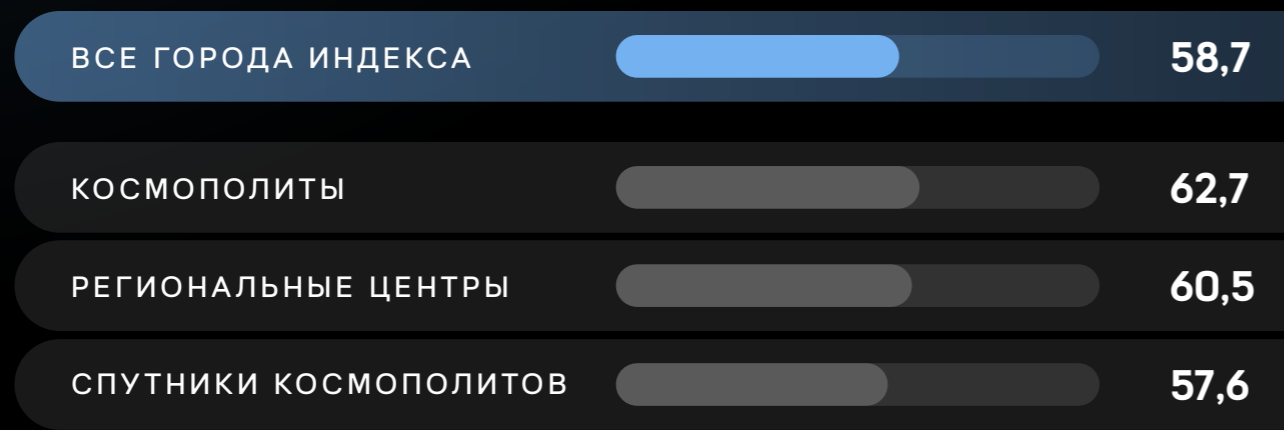 ВСЕ ГОРОДА ИНДЕКСА 58,7
КОСМОПОЛИТЫ 62,7
РЕГИОНАЛЬНЫЕ ЦЕНТРЫ 60,5
СПУТНИКИ КОСМОПОЛИТОВ 57,6